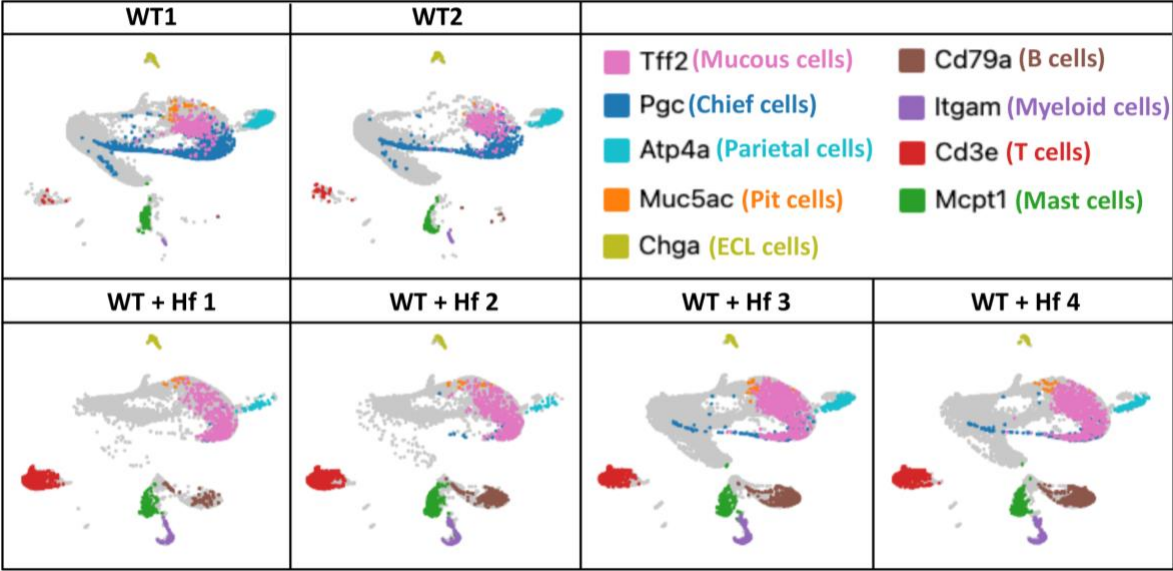 WT1
WT2
Tff2 (Mucous cells)
Pgc (Chief cells)
Atp4a (Parietal cells)
Muc5ac (Pit cells)
Chga (ECL cells)
Cd79a (B cells)
Itgam (Myeloid cells)
Cd3e (T cells)
Mcpt1 (Mast cells)
WT + Hf 1
WT + Hf 2
WT + Hf 3
WT + Hf 4